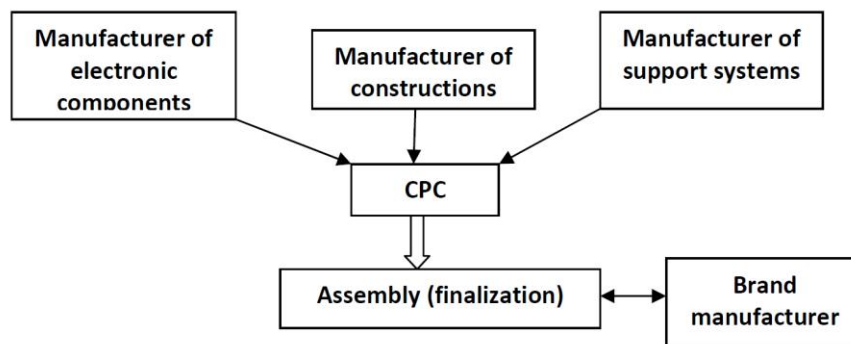 Manufacturer of
electronic
components
Manufacturer of
constructions
Manufacturer of
support systems
CPC
Assembly (finalization)
Brand
manufacturer